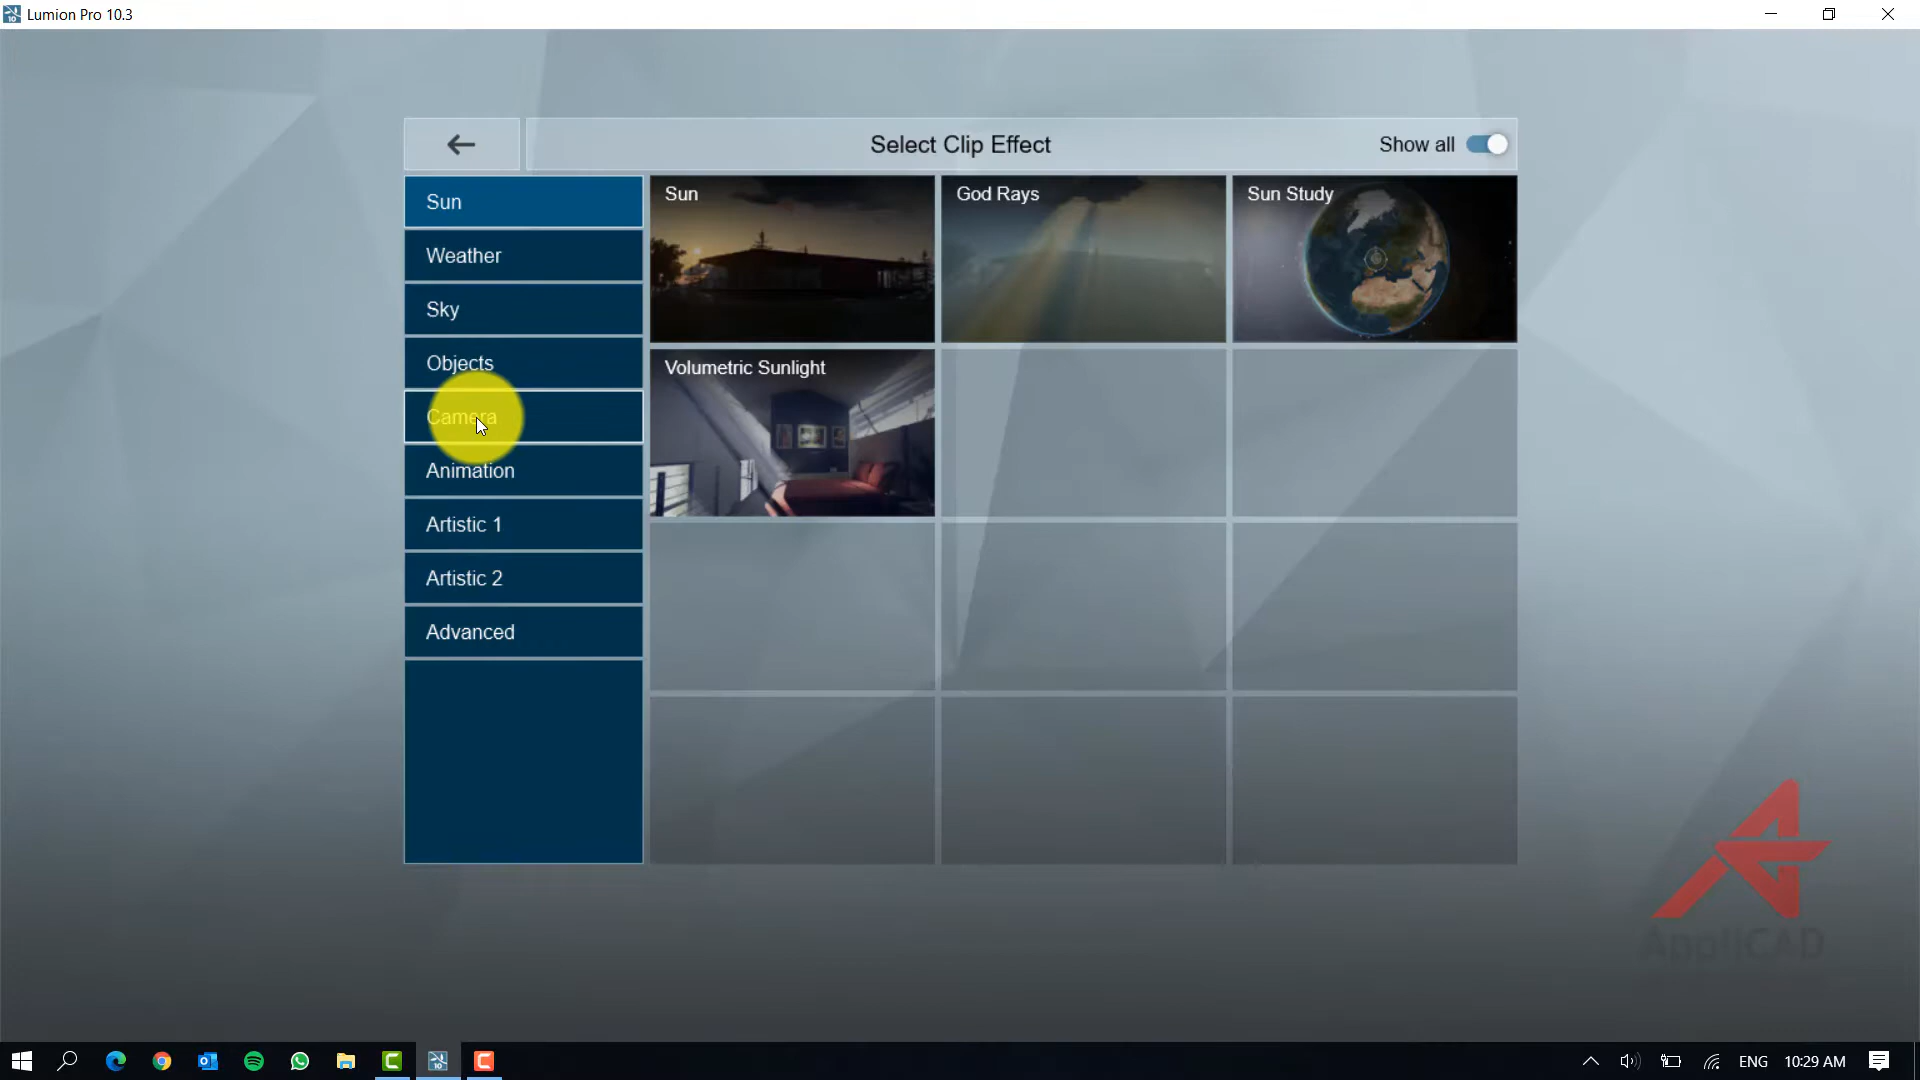 Lumion Pro 10.3
Select Clip Effect
Show all
Sun
Weather
Sky
Objects
Camera
Animation
Artistic 1
Artistic 2
Advanced
Sun
God Rays
Sun Study
Volumetric Sunlight
AppliCAD
ENG
10:29 AM